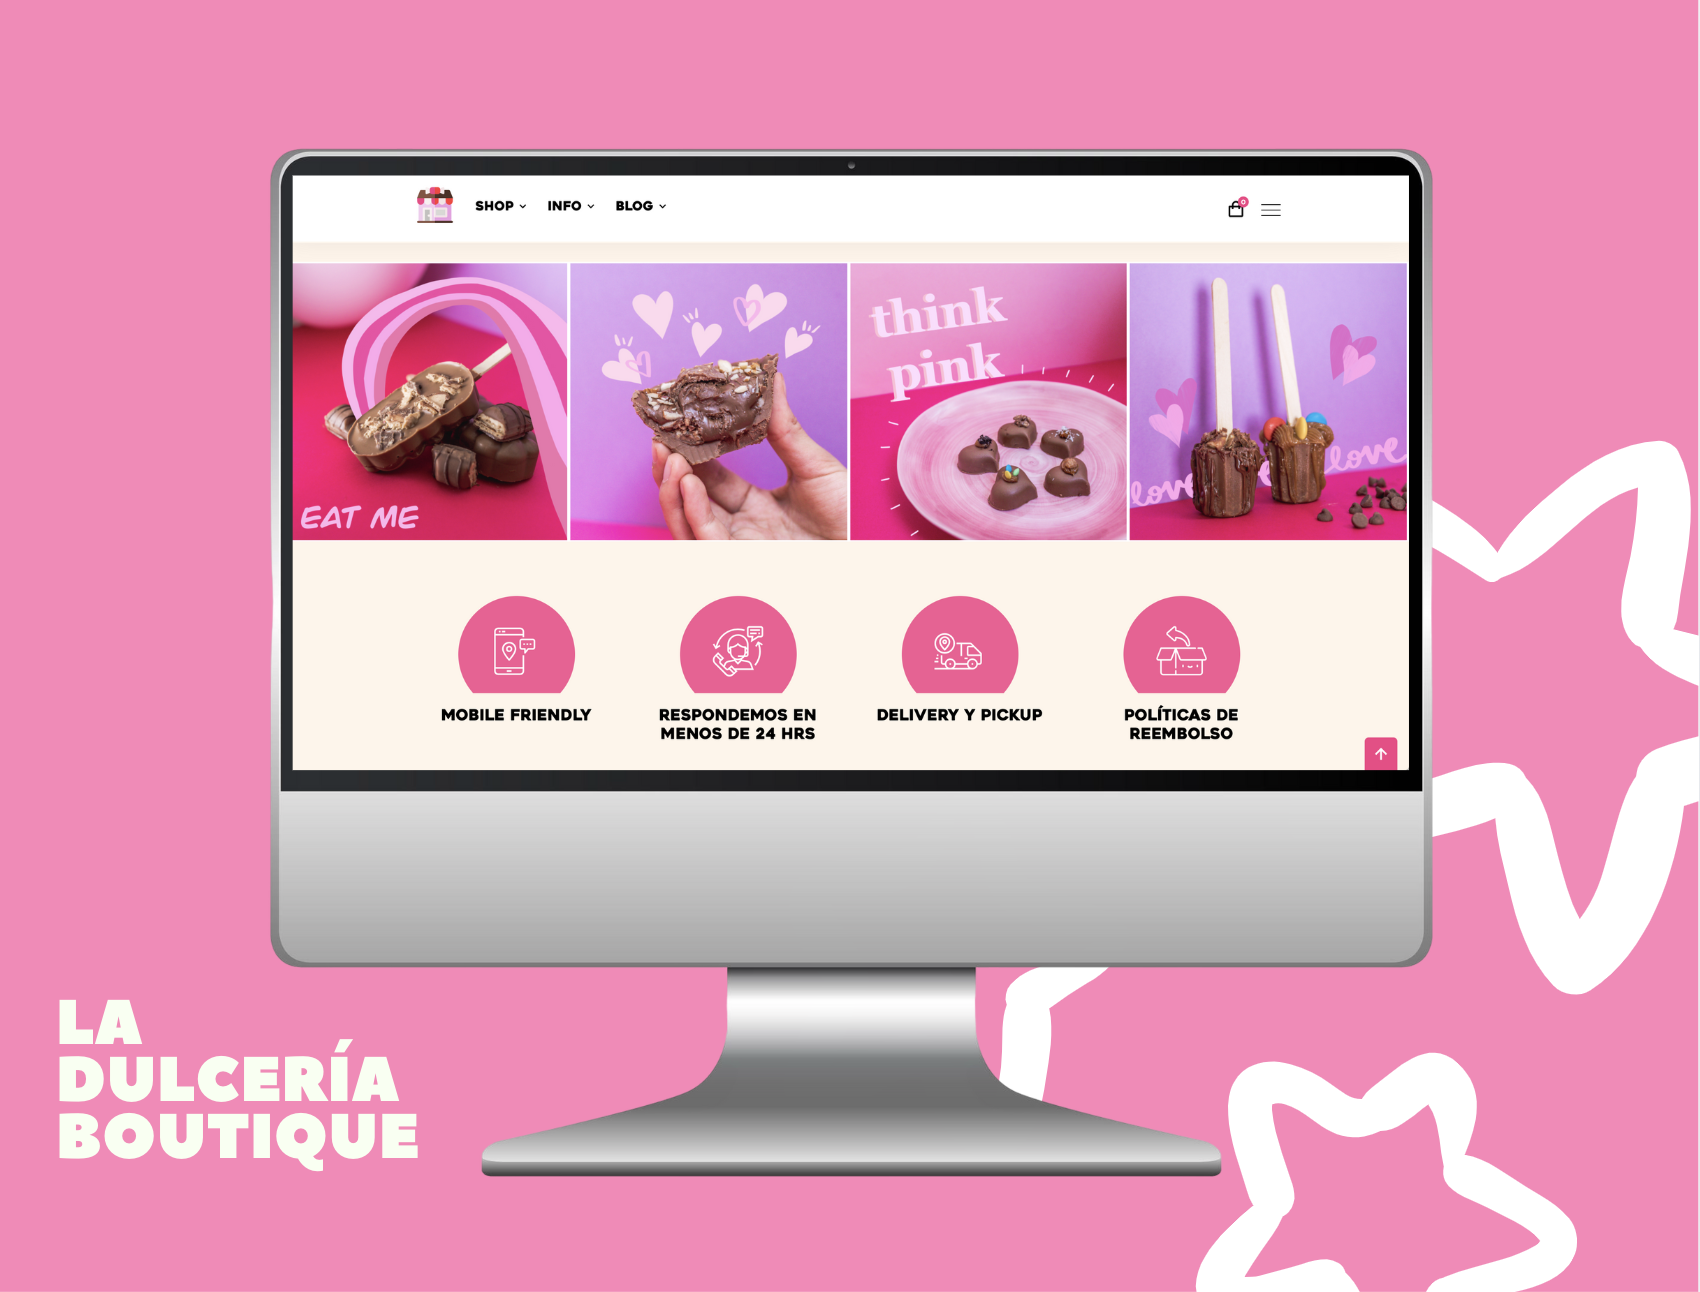 SHOP
INFO
BLOG
0
think
pink
EAT ME
love
love
MOBILE FRIENDLY
RESPONDEMOS EN
MENOS DE 24 HRS
DELIVERY Y PICKUP
POLÍTICAS DE
REEMBOLSO
LA
DULCERÍA
BOUTIQUE